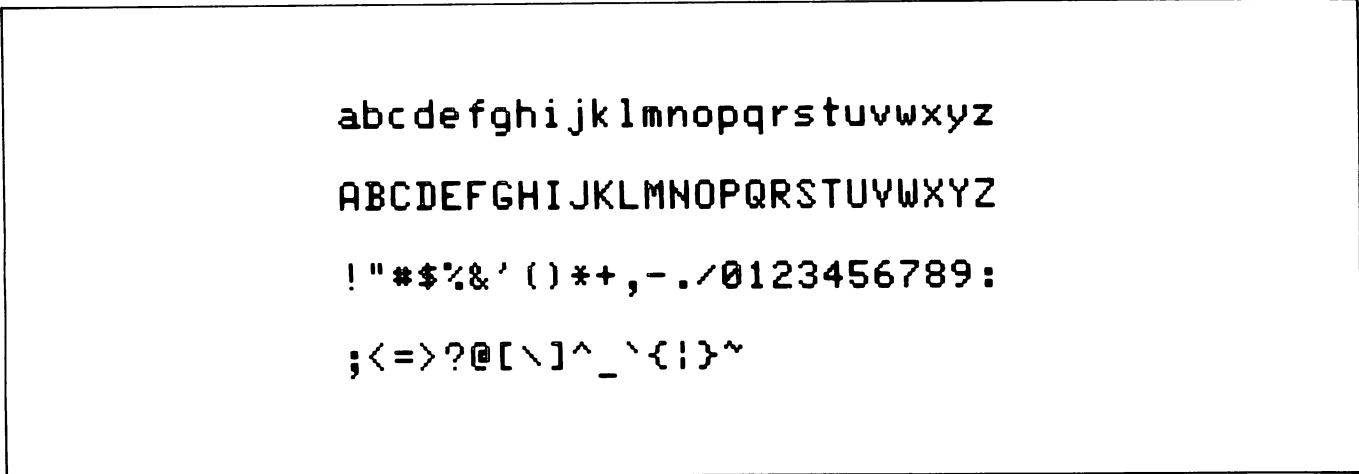 abcdefghijklmnopqrstuvwxyz
ABCDEFGHIJKLMNOPQRSTUVWXYZ
!"#$%&'()*+,-./0123456789:
;<=>?@[\]^_`{¦}~